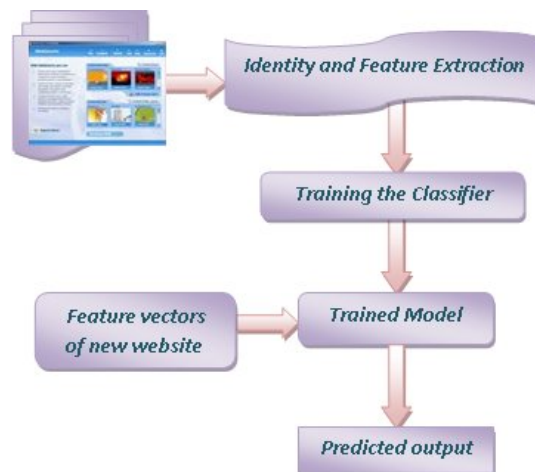 Identity and Feature Extraction
Training the Classifier
Feature vectors
of new website
Trained Model
Predicted output